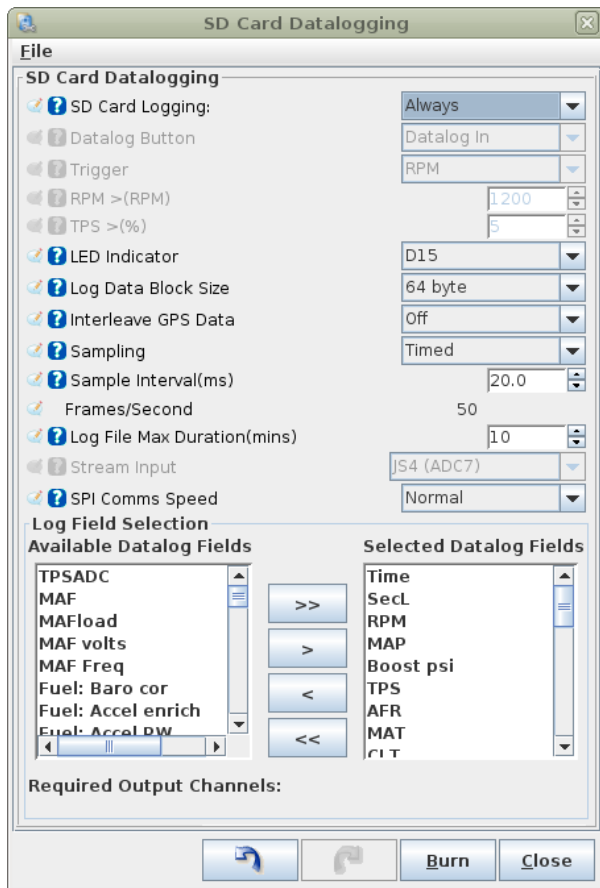 SD Card Datalogging
File
SD Card Datalogging
SD Card Logging: Always
Datalog Button Datalog In
Trigger RPM
RPM >(RPM) 1200
TPS >(%) 5
LED Indicator D15
Log Data Block Size 64 byte
Interleave GPS Data Off
Sampling Timed
Sample Interval(ms) 20.0
Frames/Second 50
Log File Max Duration(mins) 10
Stream Input JS4 (ADC7)
SPI Comms Speed Normal
Log Field Selection
Available Datalog Fields
TPSADC
MAF
MAFload
MAF volts
MAF Freq
Fuel: Baro cor
Fuel: Accel enrich
Fuel: Accel PW
>>
>
<
<<
Selected Datalog Fields
Time
SecL
RPM
MAP
Boost psi
TPS
AFR
MAT
CLT
Required Output Channels:
Burn Close